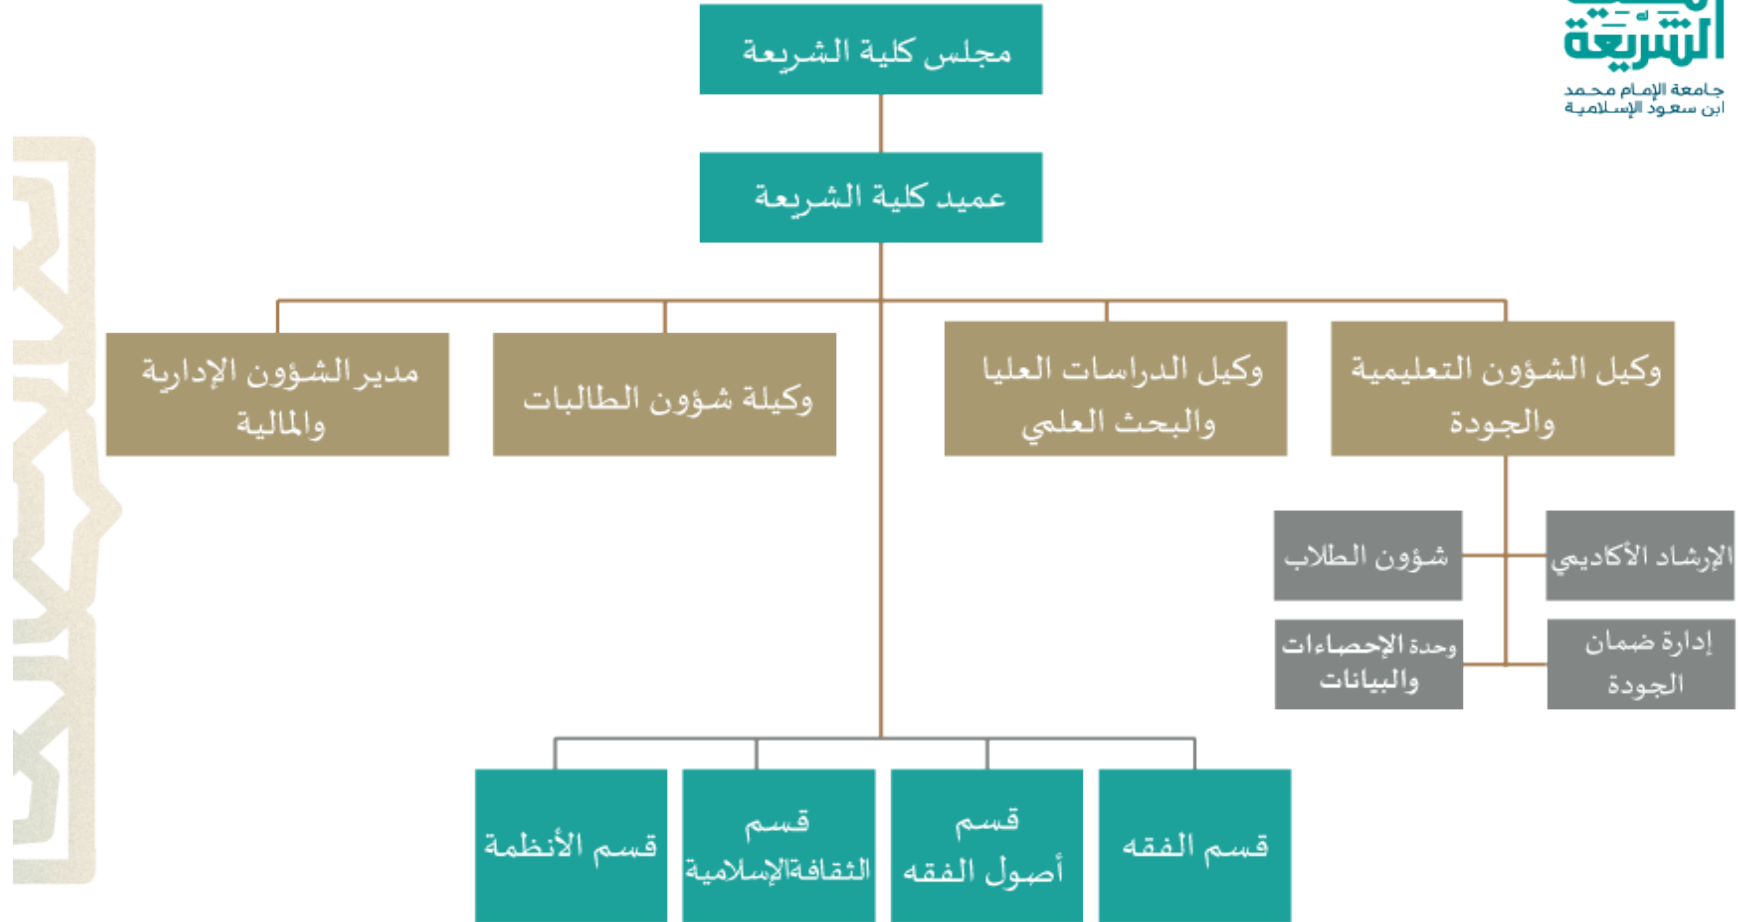 الشريعة
جامعة الإمام محمد
ابن سعود الإسلامية
مجلس كلية الشريعة
عميد كلية الشريعة
وكيل الشؤون التعليمية
والجودة
وكيل الدراسات العليا
والبحث العلمي
وكيلة شؤون الطالبات
مدير الشؤون الإدارية
والمالية
الإرشاد الأكاديمي
شؤون الطلاب
إدارة ضمان
الجودة
وحدة الإحصاءات
والبيانات
قسم الفقه
قسم
أصول الفقه
قسم
الثقافةالإسلامية
قسم الأنظمة